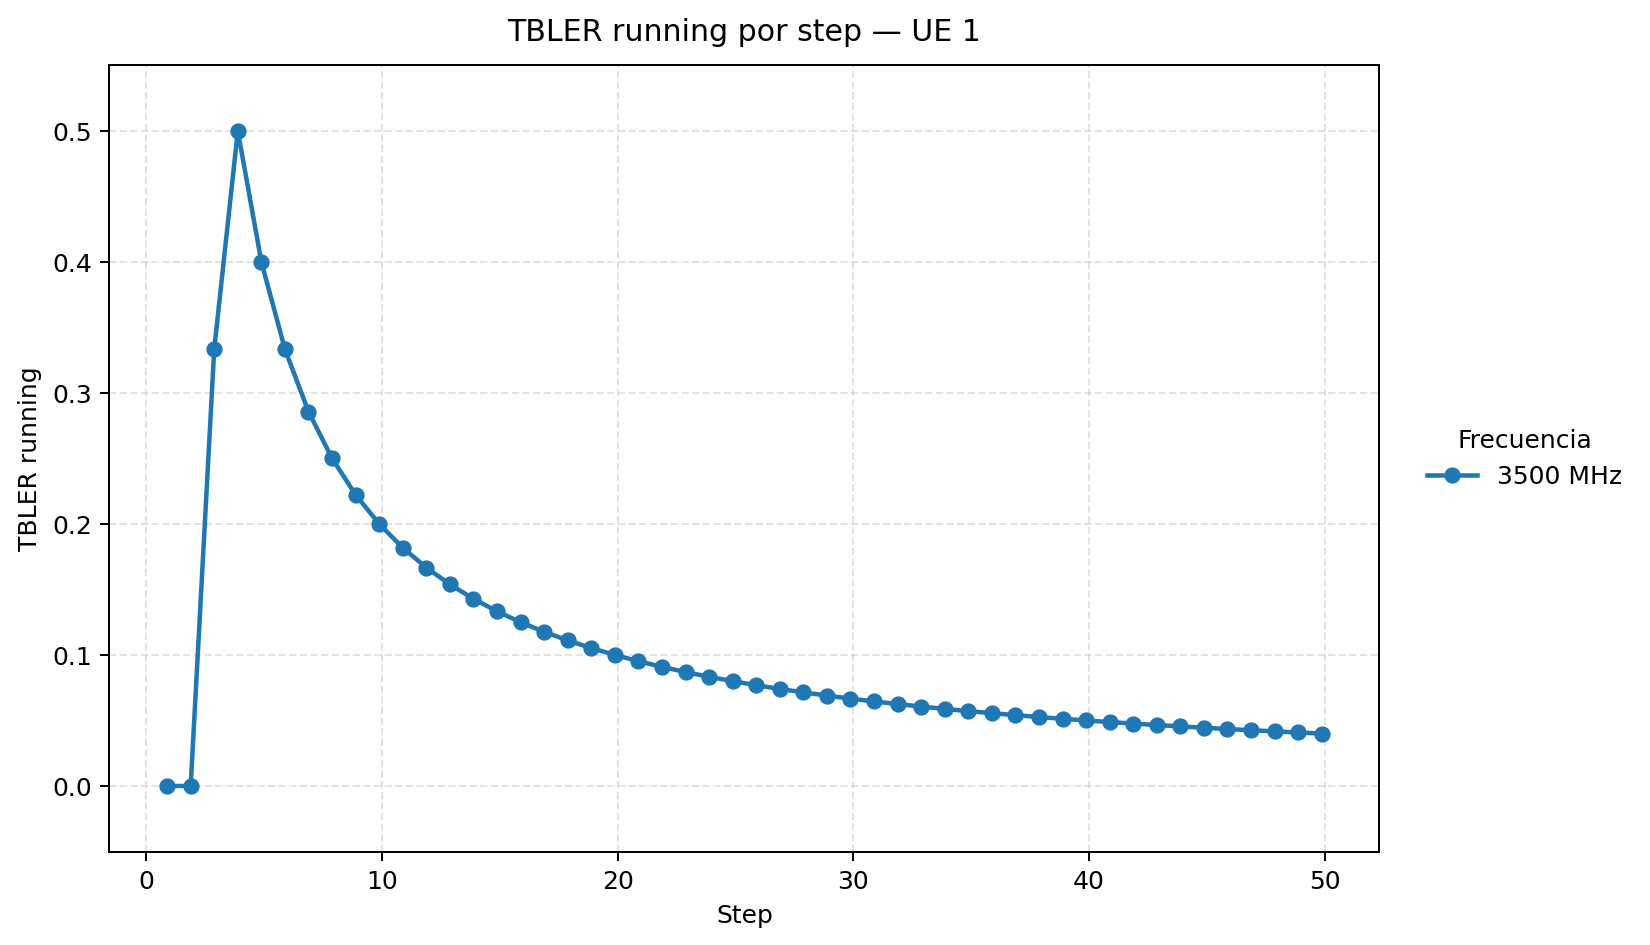 TBLER running por step — UE 1
TBLER running
0.5
0.4
0.3
0.2
0.1
0.0
0 10 20 30 40 50
Step
Frecuencia
3500 MHz